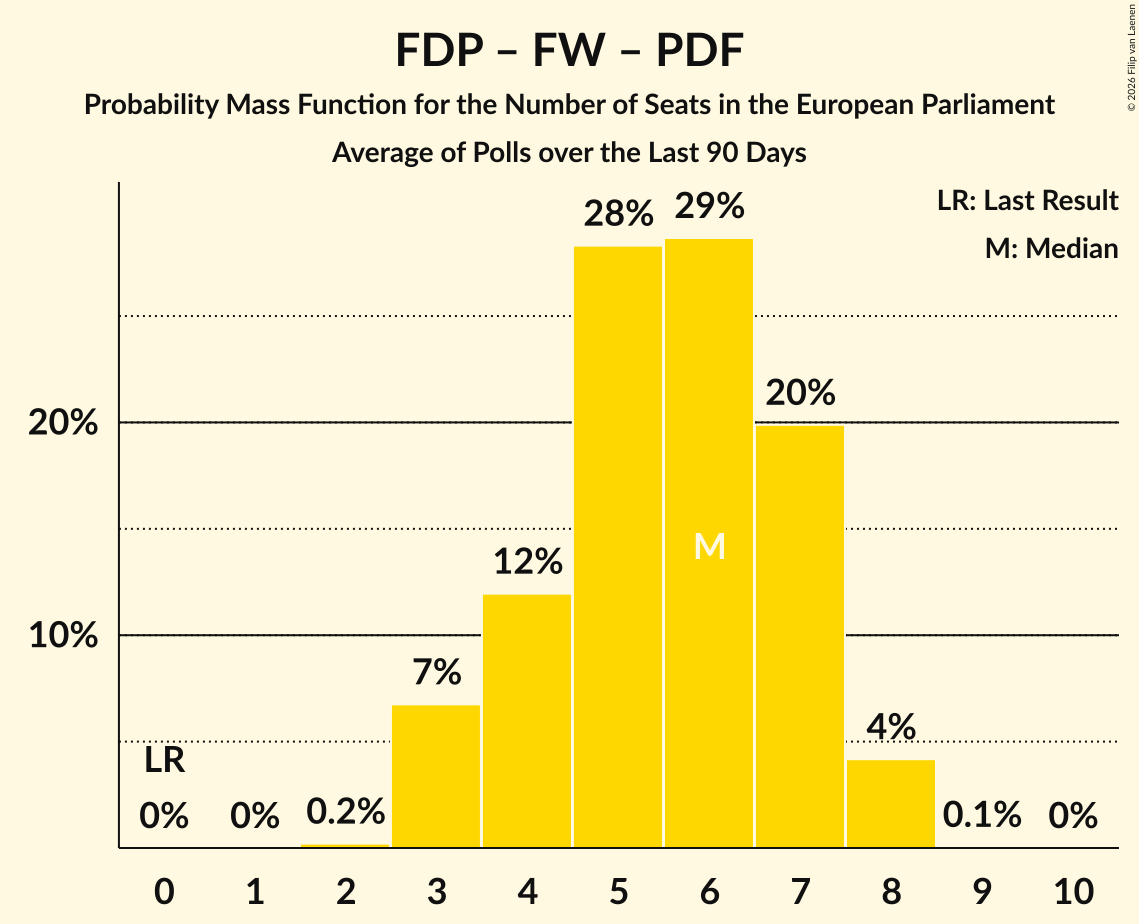 FDP – FW – PDF
Probability Mass Function for the Number of Seats in the European Parliament
Average of Polls over the Last 90 Days
© 2026 Filip van Laenen
LR: Last Result
M: Median
28%
29%
20%
20%
M
12%
10%
7%
4%
LR
0%
0%
0.2%
0.1%
0%
0 1 2 3 4 5 6 7 8 9 10